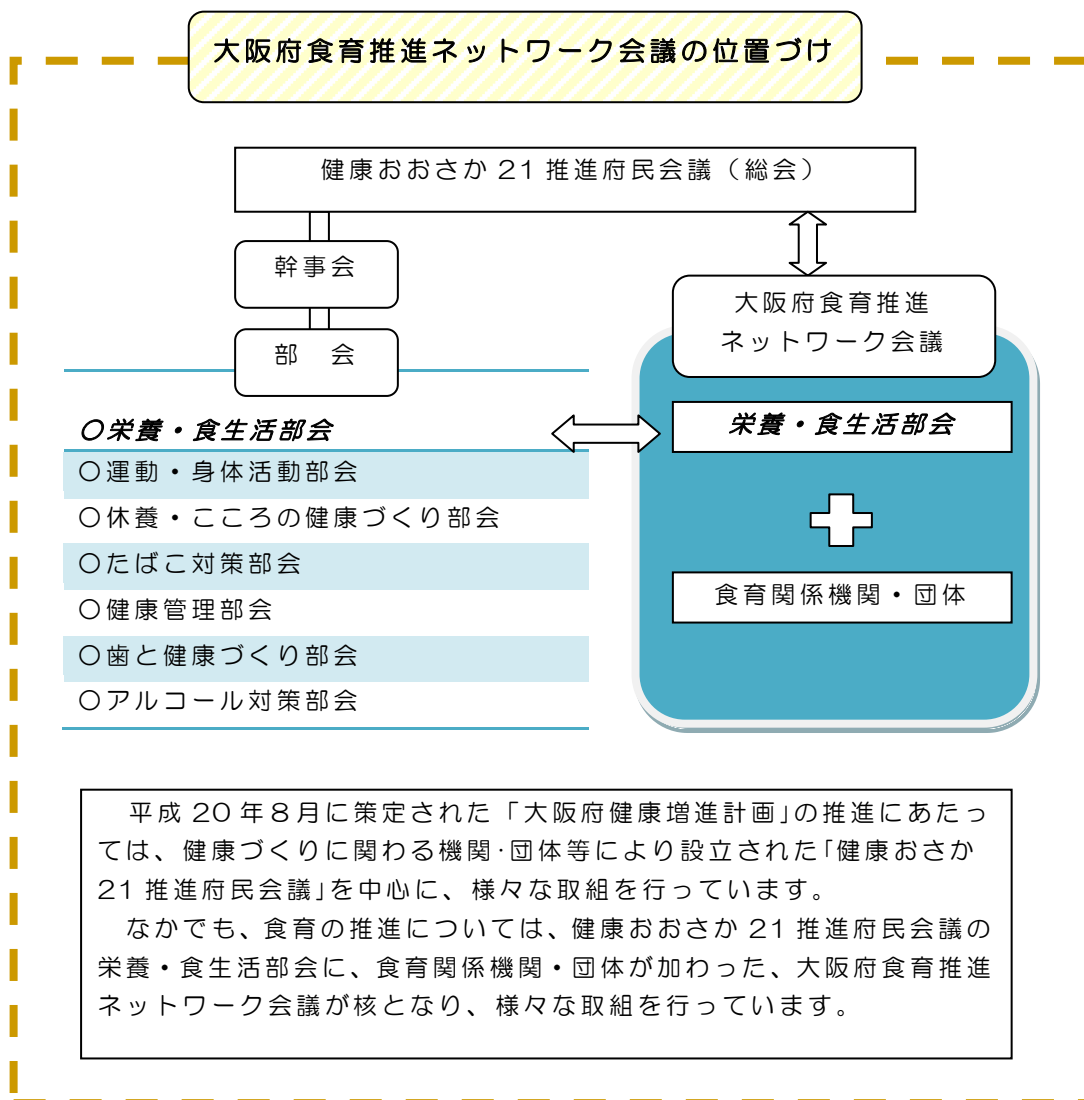 大阪府食育推進ネットワーク会議の位置づけ
健康おおさか 21 推進府民会議（総会）
幹事会
部　会
大阪府食育推進
ネットワーク会議
〇栄養・食生活部会
〇運動・身体活動部会
〇休養・こころの健康づくり部会
〇たばこ対策部会
〇健康管理部会
〇歯と健康づくり部会
〇アルコール対策部会
栄養・食生活部会
食育関係機関・団体
　平成 20 年８月に策定された「大阪府健康増進計画」の推進にあたっ
ては、健康づくりに関わる機関･団体等により設立された「健康おさか
21 推進府民会議」を中心に、様々な取組を行っています。
　なかでも、食育の推進については、健康おおさか 21 推進府民会議の
栄養・食生活部会に、食育関係機関・団体が加わった、大阪府食育推進
ネットワーク会議が核となり、様々な取組を行っています。